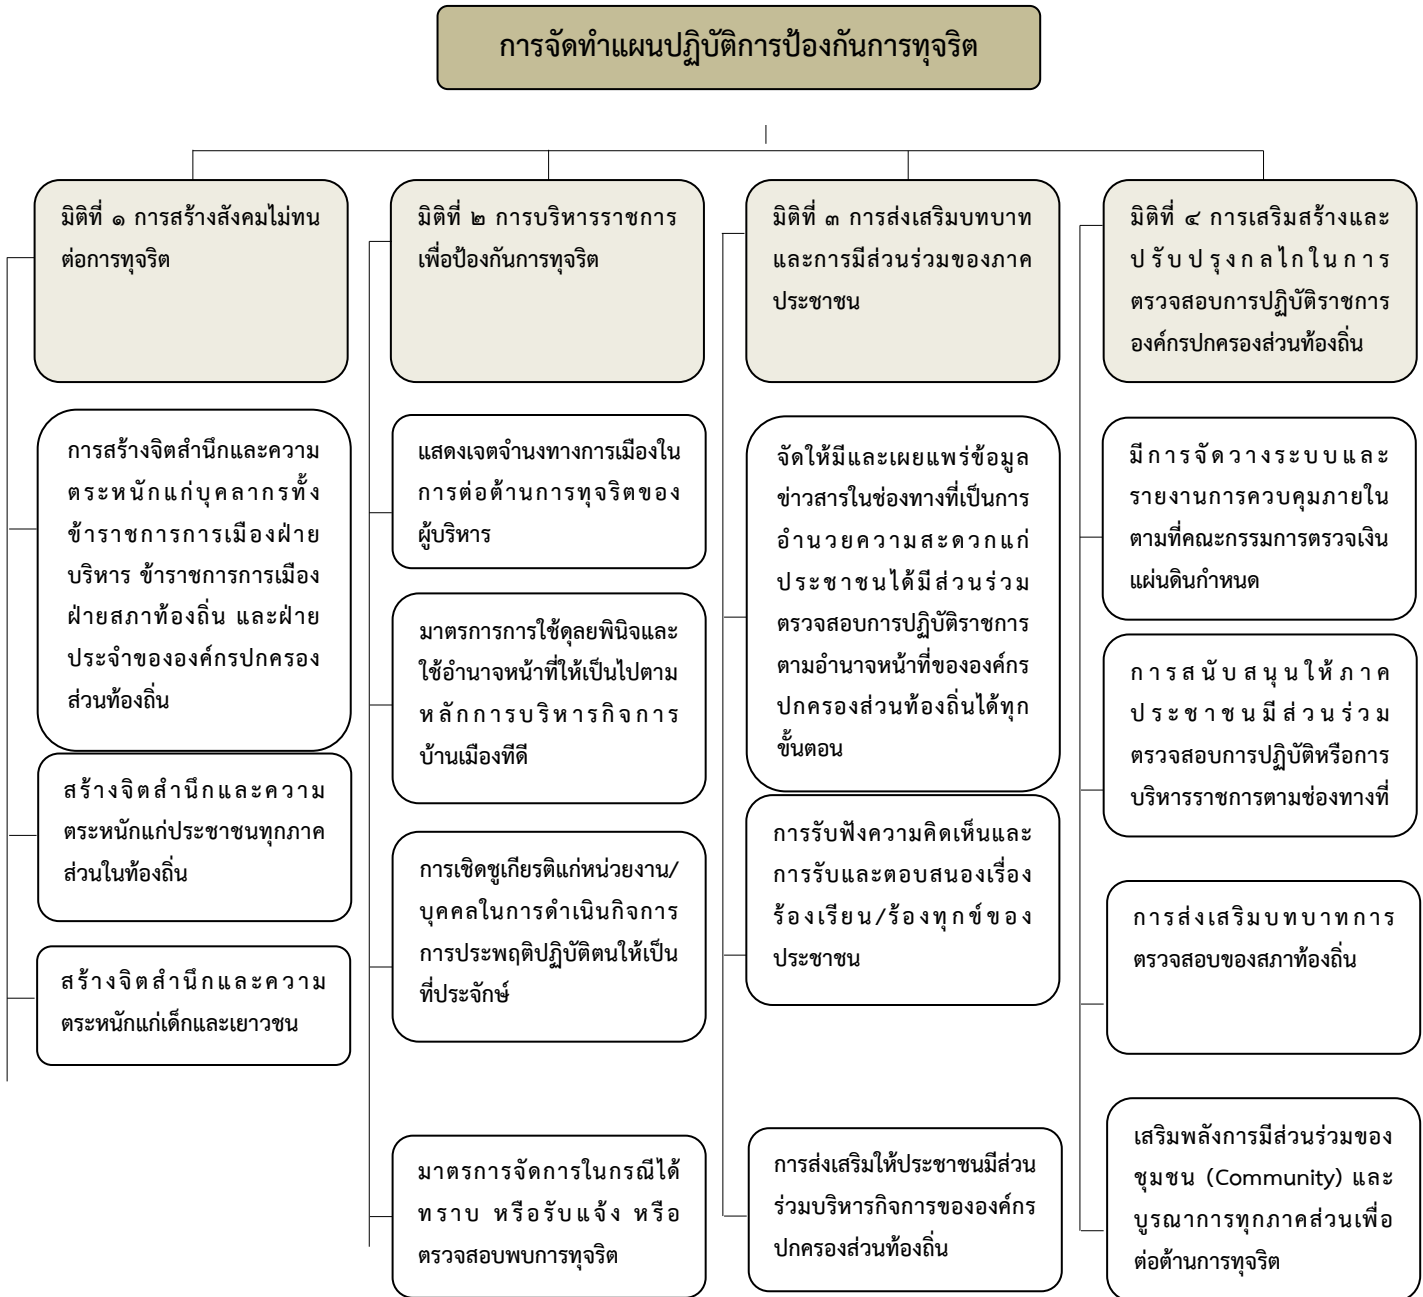 การจัดทำแผนปฏิบัติการป้องกันการทุจริต
มิติที่ ๑ การสร้างสังคมไม่ทน
ต่อการทุจริต
การสร้างจิตสำนึกและความ
ตระหนักแก่บุคลากรทั้ง
ข้าราชการการเมืองฝ่าย
บริหาร ข้าราชการการเมือง
ฝ่ายสภาท้องถิ่น และฝ่าย
ประจำขององค์กรปกครอง
ส่วนท้องถิ่น
สร้างจิตสำนึกและความ
ตระหนักแก่ประชาชนทุกภาค
ส่วนในท้องถิ่น
สร้างจิตสำนึกและความ
ตระหนักแก่เด็กและเยาวชน
มิติที่ ๒ การบริหารราชการ
เพื่อป้องกันการทุจริต
แสดงเจตจำนงทางการเมืองใน
การต่อต้านการทุจริตของ
ผู้บริหาร
มาตรการการใช้ดุลยพินิจและ
ใช้อำนาจหน้าที่ให้เป็นไปตาม
หลักการบริหารกิจการ
บ้านเมืองทีดี
การเชิดชูเกียรติแก่หน่วยงาน/
บุคคลในการดำเนินกิจการ
การประพฤติปฏิบัติตนให้เป็น
ที่ประจักษ์
มาตรการจัดการในกรณีได้
ทราบ หรือรับแจ้ง หรือ
ตรวจสอบพบการทุจริต
มิติที่ ๓ การส่งเสริมบทบาท
และการมีส่วนร่วมของภาค
ประชาชน
จัดให้มีและเผยแพร่ข้อมูล
ข่าวสารในช่องทางที่เป็นการ
อำนวยความสะดวกแก่
ประชาชนได้มีส่วนร่วม
ตรวจสอบการปฏิบัติราชการ
ตามอำนาจหน้าที่ขององค์กร
ปกครองส่วนท้องถิ่นได้ทุก
ขั้นตอน
การรับฟังความคิดเห็นและ
การรับและตอบสนองเรื่อง
ร้องเรียน/ร้องทุกข์ของ
ประชาชน
การส่งเสริมให้ประชาชนมีส่วน
ร่วมบริหารกิจการขององค์กร
ปกครองส่วนท้องถิ่น
มิติที่ ๔ การเสริมสร้างและ
ปรับปรุงกลไกในการ
ตรวจสอบการปฏิบัติราชการ
องค์กรปกครองส่วนท้องถิ่น
มีการจัดวางระบบและ
รายงานการควบคุมภายใน
ตามที่คณะกรรมการตรวจเงิน
แผ่นดินกำหนด
การสนับสนุนให้ภาค
ประชาชนมีส่วนร่วม
ตรวจสอบการปฏิบัติหรือการ
บริหารราชการตามช่องทางที่
การส่งเสริมบทบาทการ
ตรวจสอบของสภาท้องถิ่น
เสริมพลังการมีส่วนร่วมของ
ชุมชน (Community) และ
บูรณาการทุกภาคส่วนเพื่อ
ต่อต้านการทุจริต